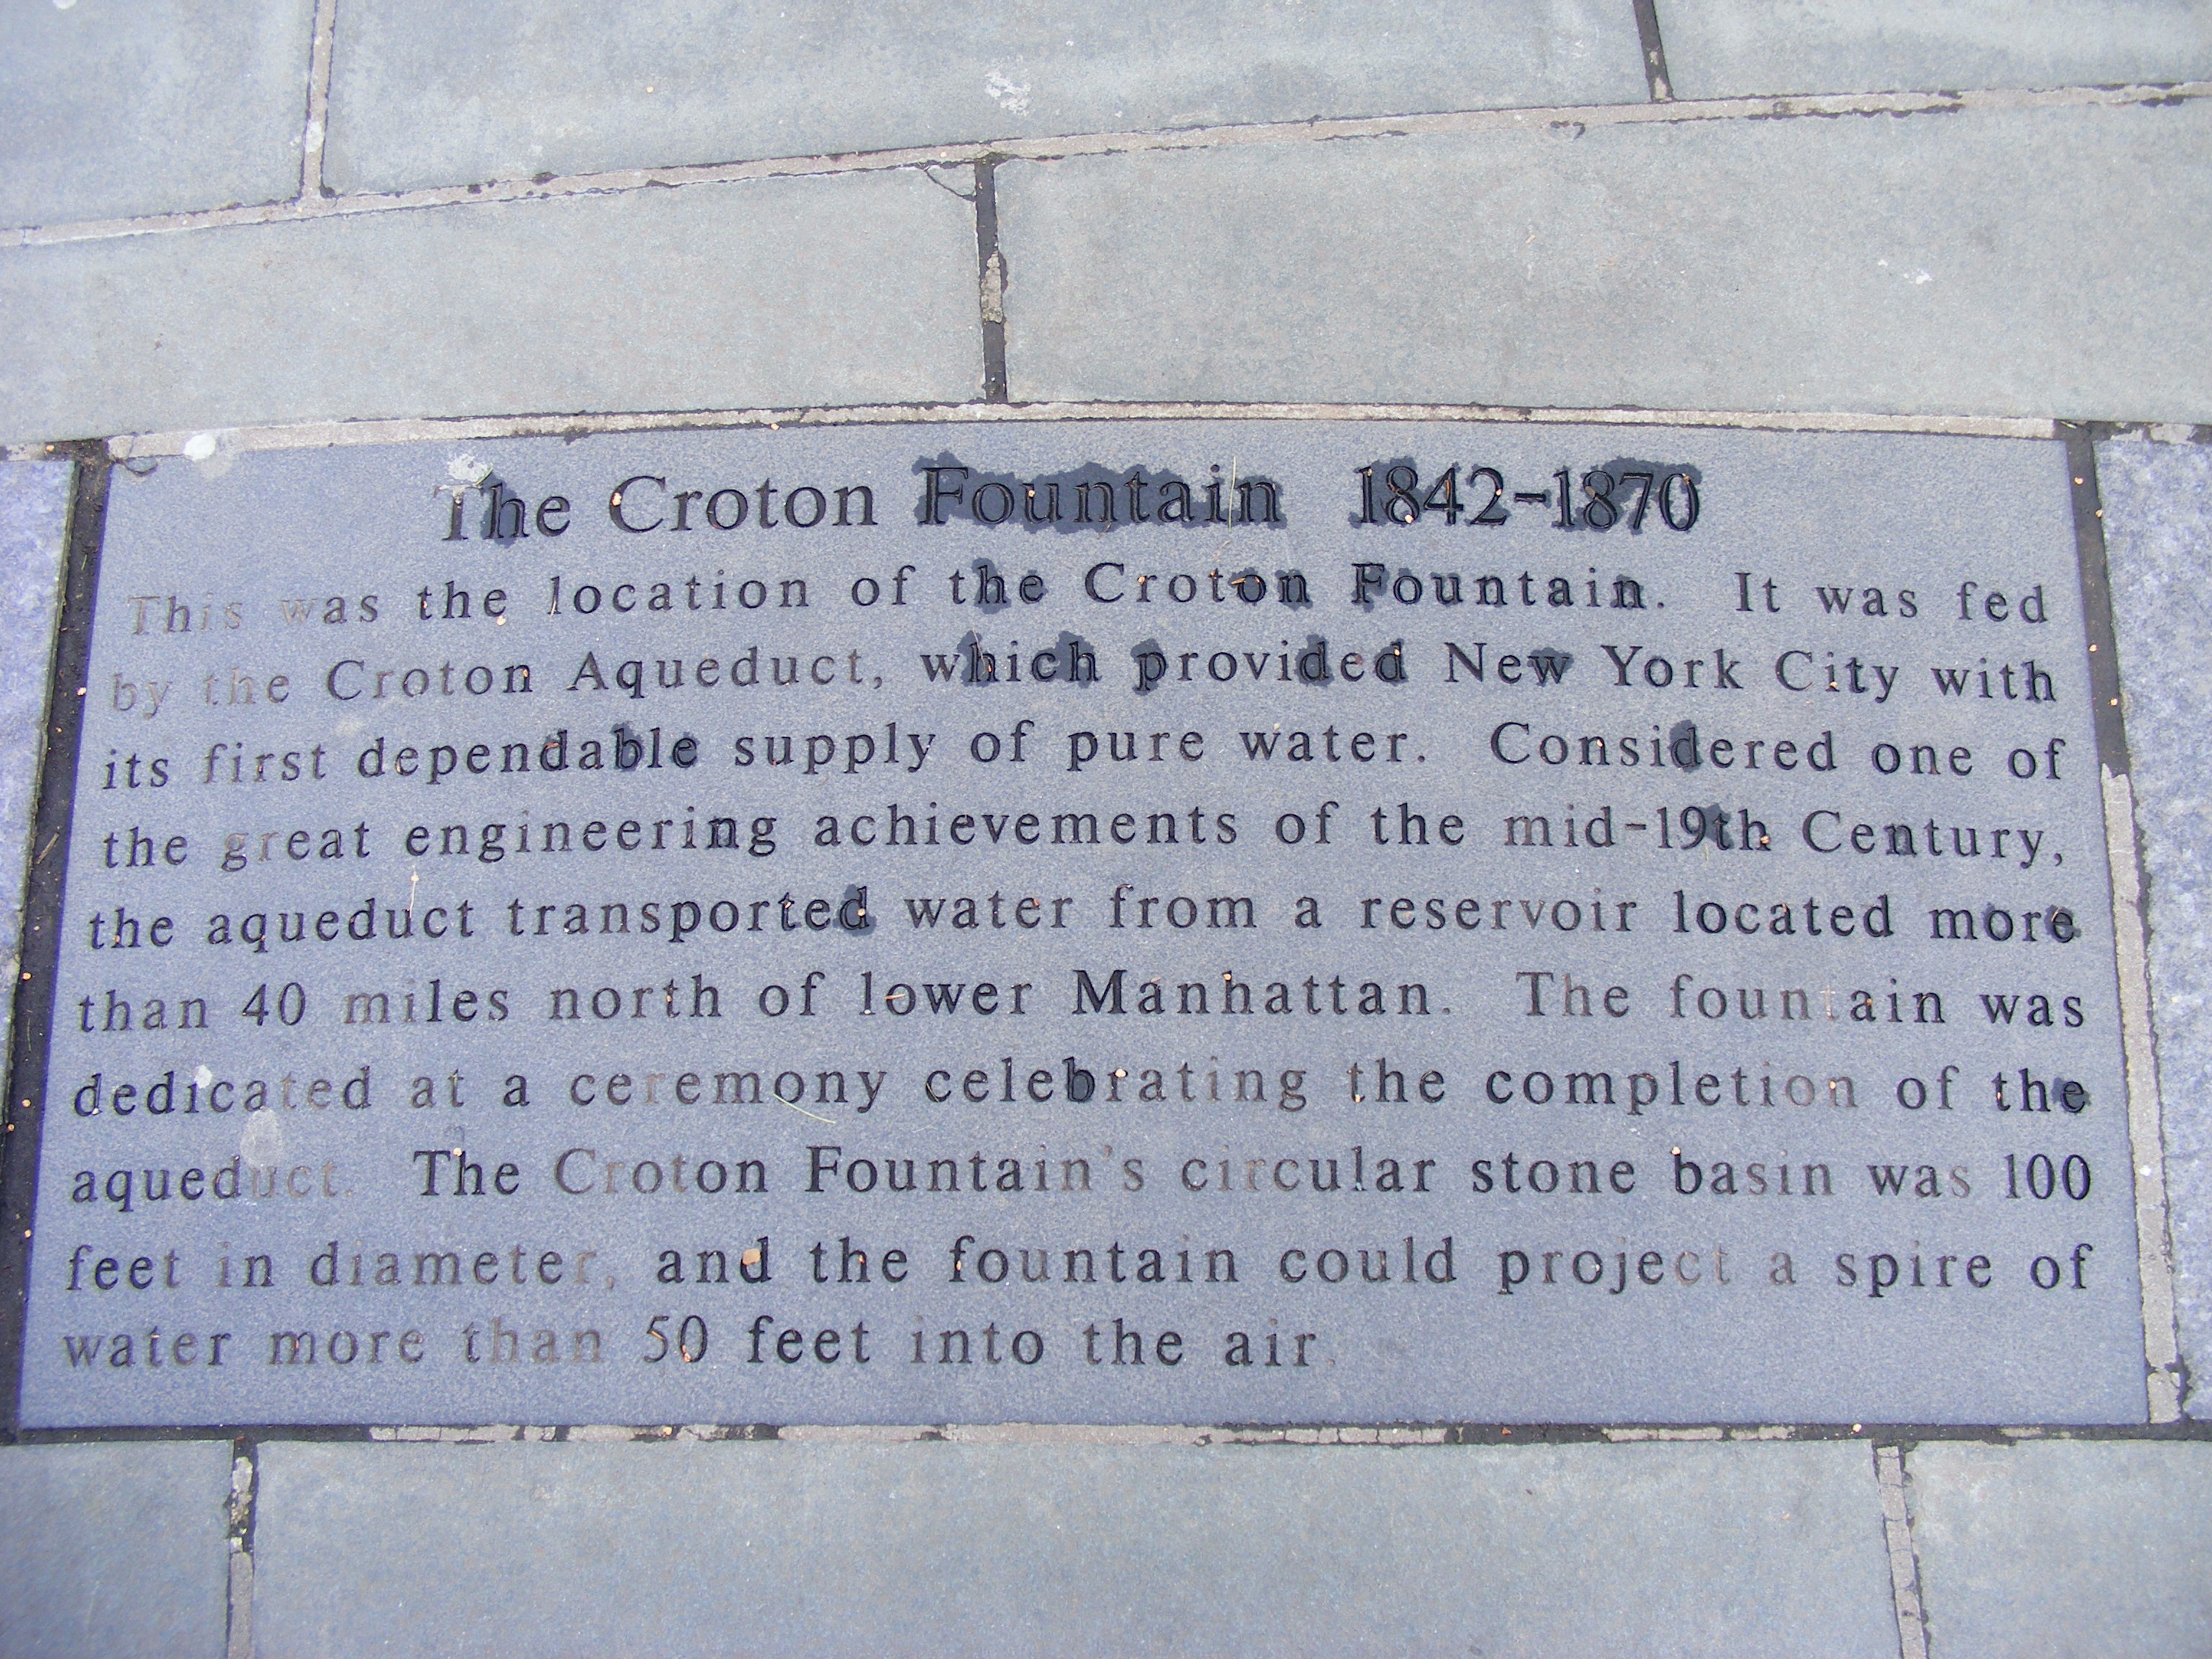 The Croton Fountain 1842-1870
This was the location of the Croton Fountain. It was fed
by the Croton Aqueduct, which provided New York City with
its first dependable supply of pure water. Considered one of
the great engineering achievements of the mid-19th Century,
the aqueduct transported water from a reservoir located more
than 40 miles north of lower Manhattan. The fountain was
dedicated at a ceremony celebrating the completion of the
aqueduct. The Croton Fountain's circular stone basin was 100
feet in diameter, and the fountain could project a spire of
water more than 50 feet into the air.